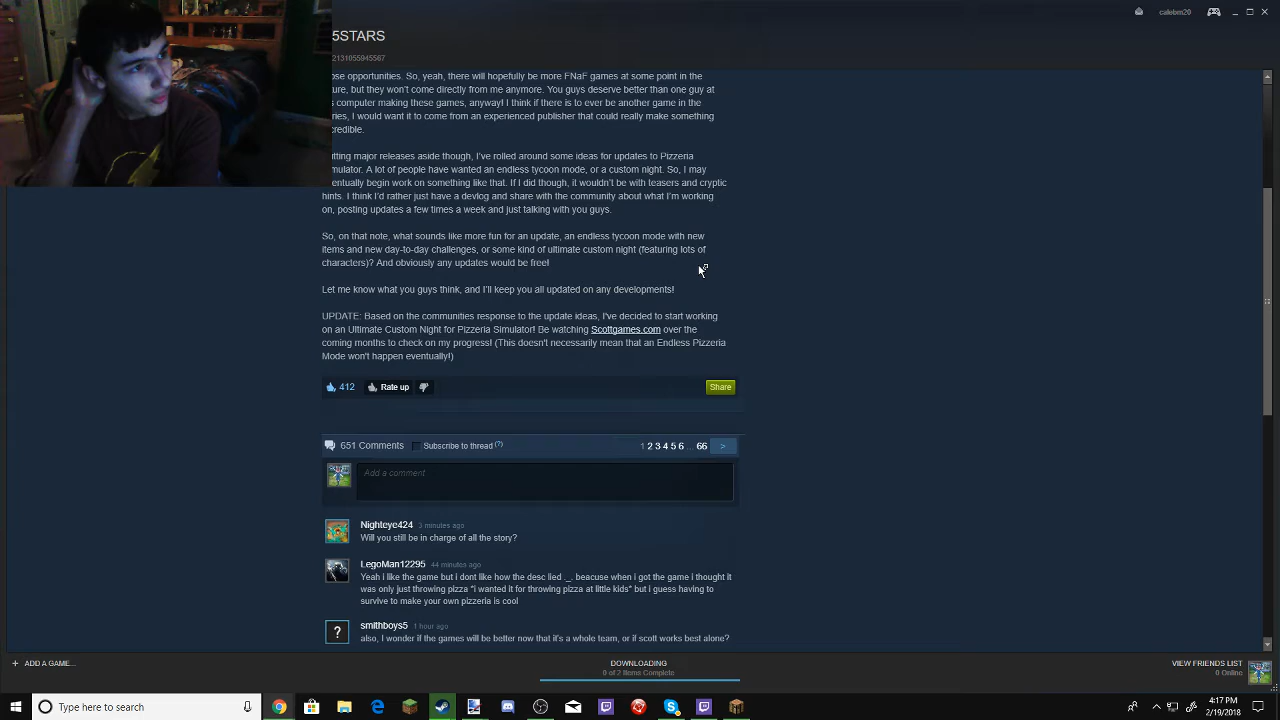 calebm29
5STARS
2131055945567
ose opportunities. So, yeah, there will hopefully be more FNaF games at some point in the
ure, but they won't come directly from me anymore. You guys deserve better than one guy at
s computer making these games, anyway! I think if there is to ever be another game in the
ries, I would want it to come from an experienced publisher that could really make something
credible.
tting major releases aside though, I've rolled around some ideas for updates to Pizzeria
mulator. A lot of people have wanted an endless tycoon mode, or a custom night. So, I may
entually begin work on something like that. If I did though, it wouldn't be with teasers and cryptic
hints. I think I'd rather just have a devlog and share with the community about what I'm working
on, posting updates a few times a week and just talking with you guys.
So, on that note, what sounds like more fun for an update, an endless tycoon mode with new
items and new day-to-day challenges, or some kind of ultimate custom night (featuring lots of
characters)? And obviously any updates would be free!
Let me know what you guys think, and I'll keep you all updated on any developments!
UPDATE: Based on the communities response to the update ideas, I've decided to start working
on an Ultimate Custom Night for Pizzeria Simulator! Be watching Scottgames.com over the
coming months to check on my progress! (This doesn't necessarily mean that an Endless Pizzeria
Mode won't happen eventually!)
412 Rate up Share
651 Comments Subscribe to thread (?) 1 2 3 4 5 6 ... 66 >
Add a comment
Nighteye424 3 minutes ago
Will you still be in charge of all the story?
LegoMan12295 44 minutes ago
Yeah i like the game but i dont like how the desc lied ._. beacuse when i got the game i thought it
was only just throwing pizza "i wanted it for throwing pizza at little kids" but i guess having to
survive to make your own pizzeria is cool
smithboys5 1 hour ago
also, I wonder if the games will be better now that it's a whole team, or if scott works best alone?
+ ADD A GAME... DOWNLOADING VIEW FRIENDS LIST
0 of 2 Items Complete 0 Online
Type here to search 4:17 PM
2/19/2018